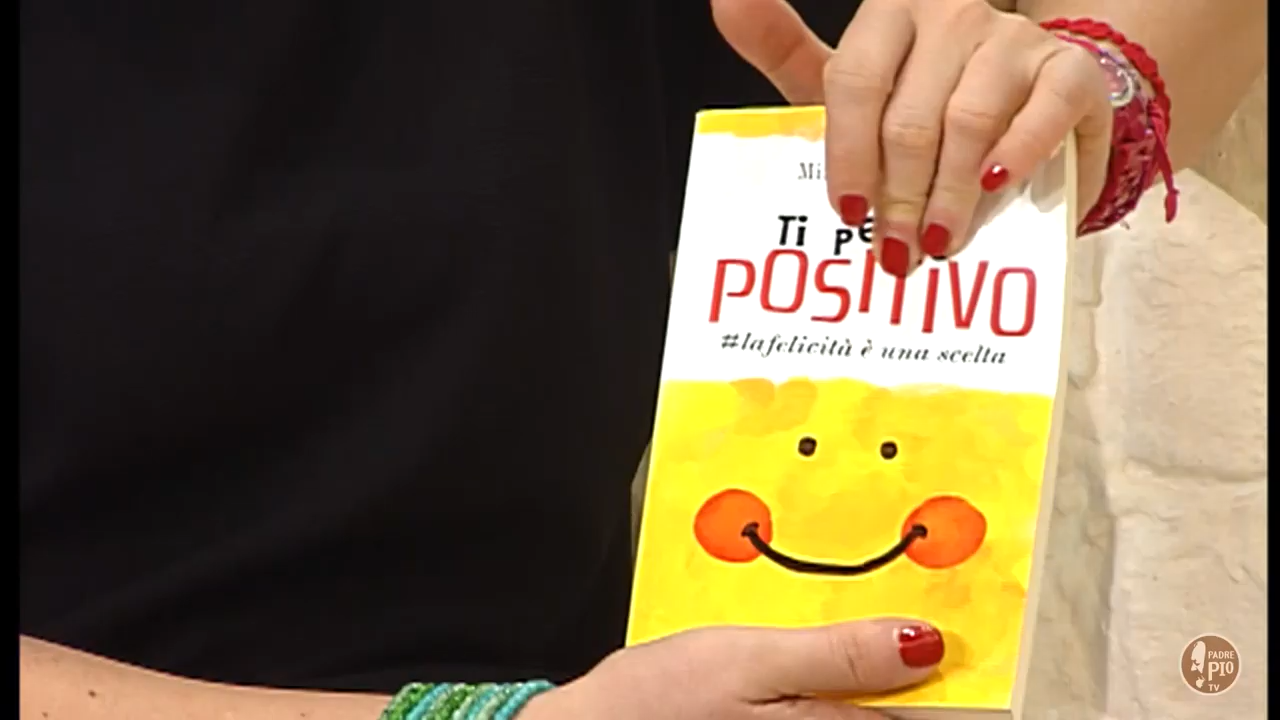 Ti
POSITIVO
#lafelicità è una scelta
PADRE
PIO
TV